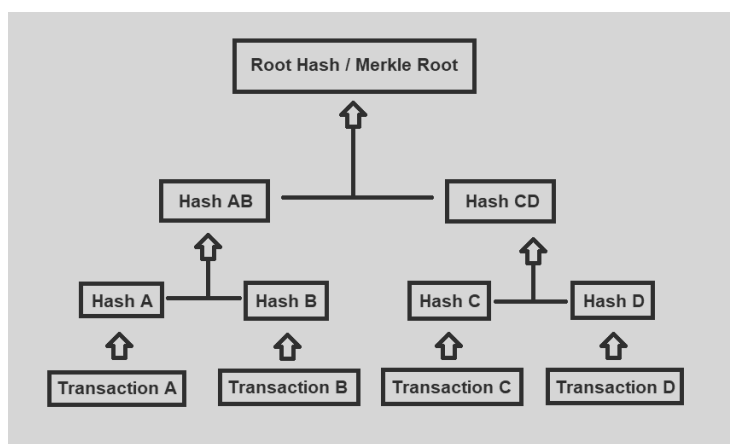 Root Hash / Merkle Root
Hash AB
Hash CD
Hash A
Hash B
Hash C
Hash D
Transaction A
Transaction B
Transaction C
Transaction D